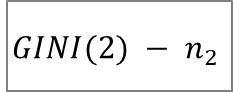 GINI(2) − n₂